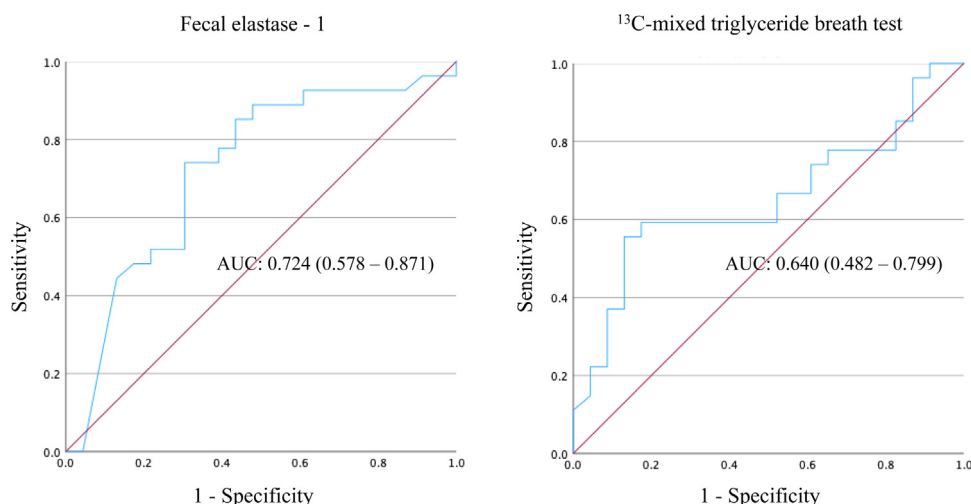 Fecal elastase - 1
1.0
0.8
0.6
0.4
0.2
0.0
Sensitivity
AUC: 0.724 (0.578 – 0.871)
0.0 0.2 0.4 0.6 0.8 1.0
1 - Specificity
¹³C-mixed triglyceride breath test
1.0
0.8
0.6
0.4
0.2
0.0
Sensitivity
AUC: 0.640 (0.482 – 0.799)
0.0 0.2 0.4 0.6 0.8 1.0
1 - Specificity